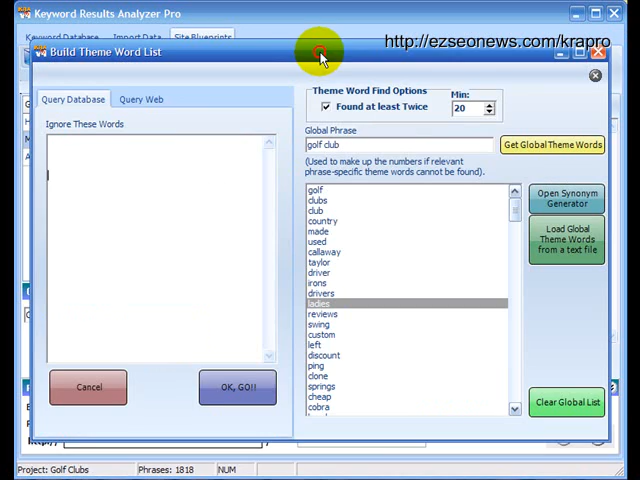 Keyword Results Analyzer Pro
Keyword Database
Import Data
Site Blueprints
http://ezseonews.com/krapro
Build Theme Word List
Query Database
Query Web
Ignore These Words
Cancel
OK, GO!!
Theme Word Find Options
Found at least Twice
Min:
20
Global Phrase
golf club
Get Global Theme Words
(Used to make up the numbers if relevant
phrase-specific theme words cannot be found).
golf
clubs
club
country
made
used
callaway
taylor
driver
irons
drivers
ladies
reviews
swing
custom
left
discount
ping
clone
springs
cheap
cobra
Open Synonym
Generator
Load Global
Theme Words
from a text file
Clear Global List
Project: Golf Clubs
Phrases: 1818
NUM